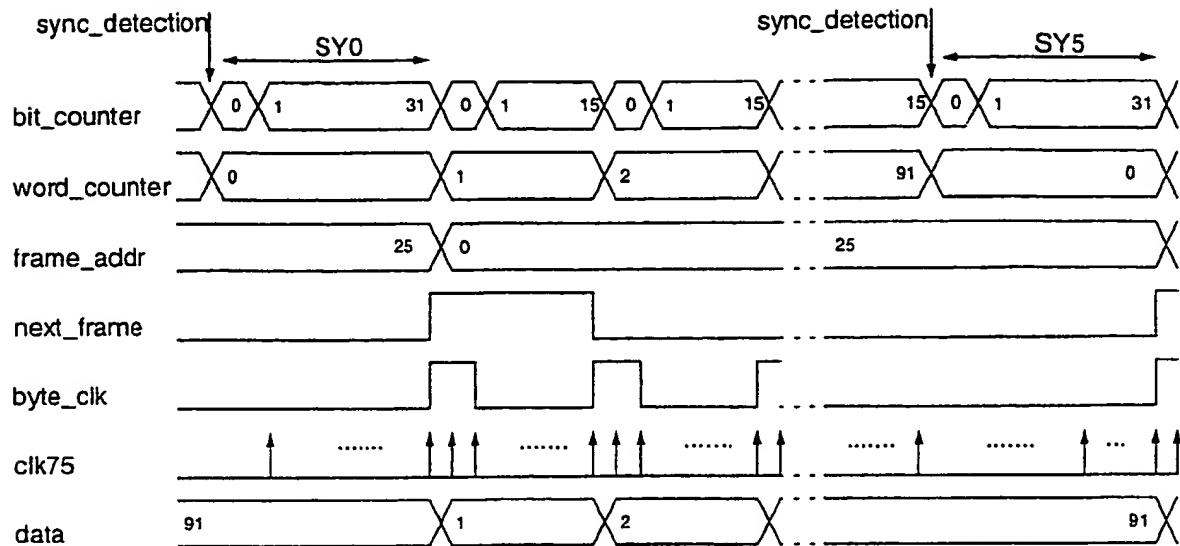 sync_detection sync_detection
SY0 SY5
bit_counter 0 1 31 0 1 15 0 1 15 15 0 1 31
word_counter 0 1 2 91 0
frame_addr 25 0 25
next_frame
byte_clk
clk75 ....... ....... ....... ....... ....... ...
data 91 1 2 91